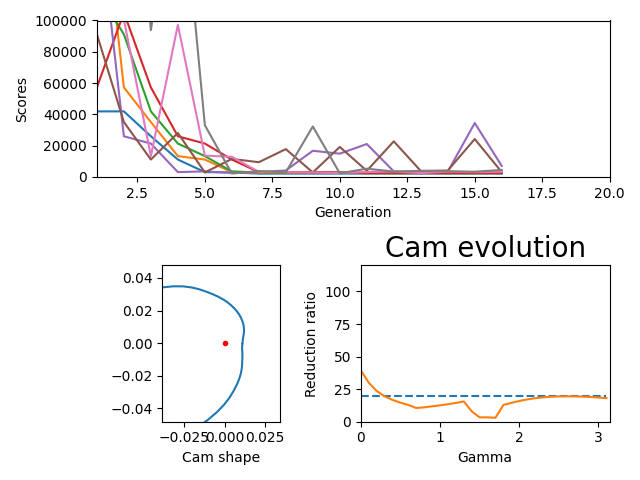 100000
80000
60000
40000
20000
0
Scores
2.5 5.0 7.5 10.0 12.5 15.0 17.5 20.0
Generation
Cam evolution
0.04
0.02
0.00
−0.02
−0.04
−0.025 0.000 0.025
Cam shape
100
75
50
25
0
Reduction ratio
0 1 2 3
Gamma